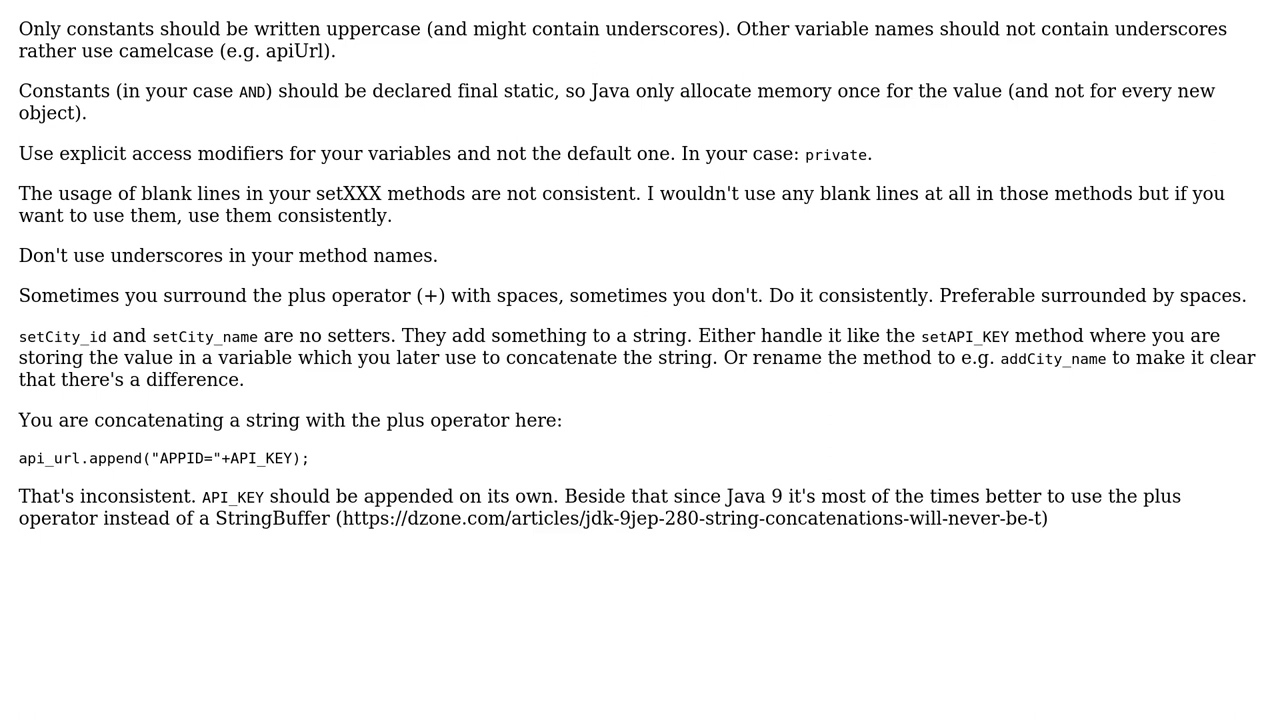 Only constants should be written uppercase (and might contain underscores). Other variable names should not contain underscores
rather use camelcase (e.g. apiUrl).
Constants (in your case AND) should be declared final static, so Java only allocate memory once for the value (and not for every new
object).
Use explicit access modifiers for your variables and not the default one. In your case: private.
The usage of blank lines in your setXXX methods are not consistent. I wouldn't use any blank lines at all in those methods but if you
want to use them, use them consistently.
Don't use underscores in your method names.
Sometimes you surround the plus operator (+) with spaces, sometimes you don't. Do it consistently. Preferable surrounded by spaces.
setCity_id and setCity_name are no setters. They add something to a string. Either handle it like the setAPI_KEY method where you are
storing the value in a variable which you later use to concatenate the string. Or rename the method to e.g. addCity_name to make it clear
that there's a difference.
You are concatenating a string with the plus operator here:
api_url.append("APPID="+API_KEY);
That's inconsistent. API_KEY should be appended on its own. Beside that since Java 9 it's most of the times better to use the plus
operator instead of a StringBuffer (https://dzone.com/articles/jdk-9jep-280-string-concatenations-will-never-be-t)